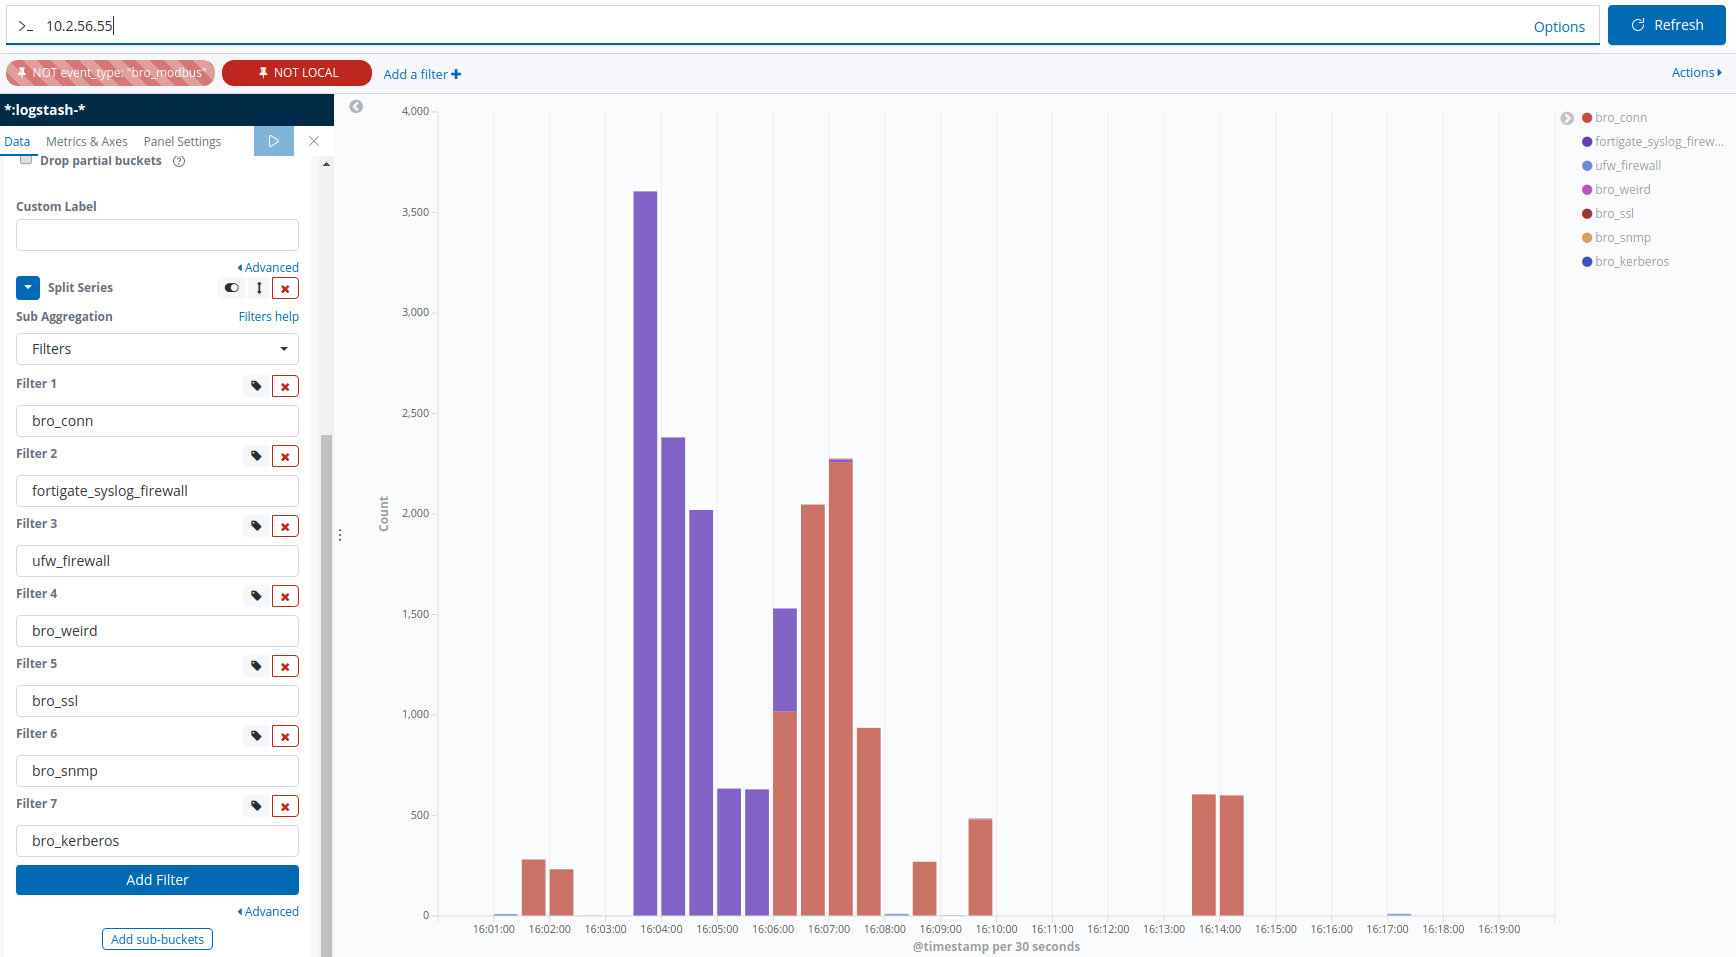 >_ 10.2.56.55
Options
Refresh
NOT event_type: "bro_modbus"
NOT LOCAL
Add a filter
Actions
*:logstash-*
Data
Metrics & Axes
Panel Settings
Drop partial buckets
Custom Label
Advanced
Split Series
Sub Aggregation
Filters help
Filters
Filter 1
bro_conn
Filter 2
fortigate_syslog_firewall
Filter 3
ufw_firewall
Filter 4
bro_weird
Filter 5
bro_ssl
Filter 6
bro_snmp
Filter 7
bro_kerberos
Add Filter
Advanced
Add sub-buckets
4,000
3,500
3,000
2,500
2,000
1,500
1,000
500
0
Count
16:01:00
16:02:00
16:03:00
16:04:00
16:05:00
16:06:00
16:07:00
16:08:00
16:09:00
16:10:00
16:11:00
16:12:00
16:13:00
16:14:00
16:15:00
16:16:00
16:17:00
16:18:00
16:19:00
@timestamp per 30 seconds
bro_conn
fortigate_syslog_firew...
ufw_firewall
bro_weird
bro_ssl
bro_snmp
bro_kerberos